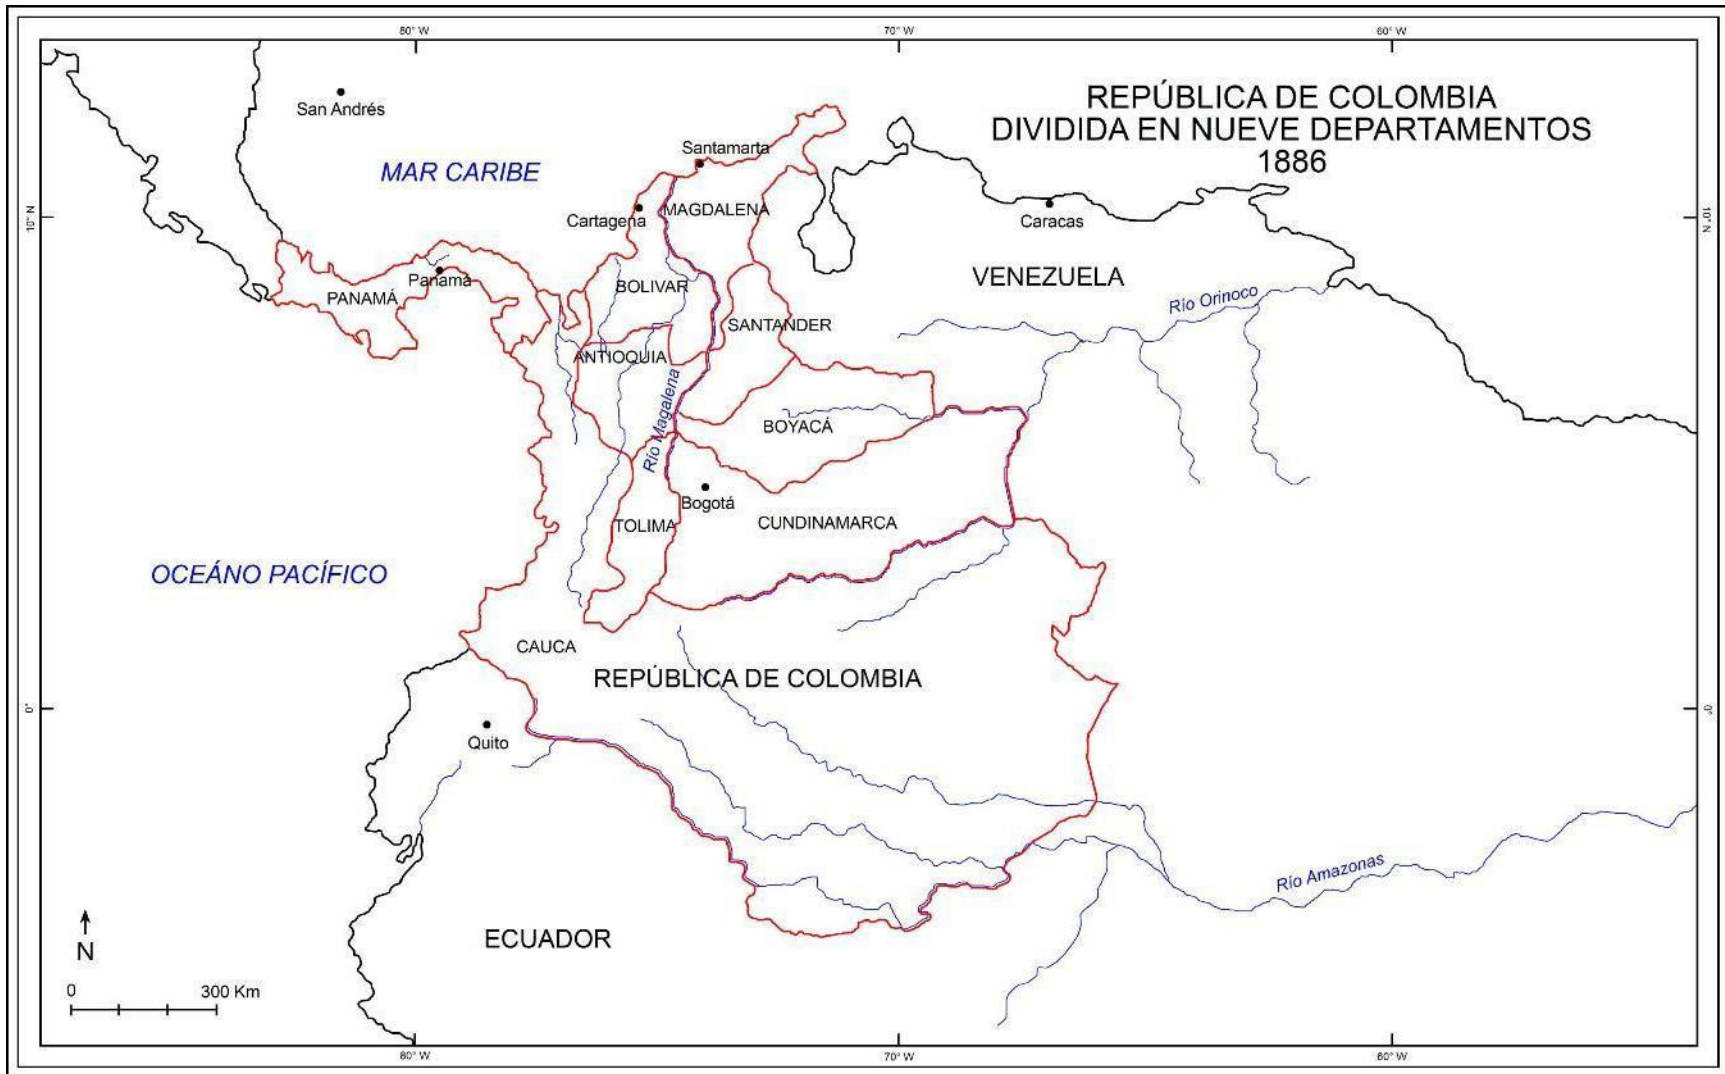 80° W
70° W
60° W
REPÚBLICA DE COLOMBIA
DIVIDIDA EN NUEVE DEPARTAMENTOS
1886
San Andrés
Santamarta
MAR CARIBE
MAGDALENA
Cartagena
Caracas
10° N
10° N
VENEZUELA
Panamá
PANAMÁ
BOLIVAR
Río Orinoco
SANTANDER
ANTIOQUIA
Río Magalena
BOYACÁ
Bogotá
TOLIMA
CUNDINAMARCA
OCEÁNO PACÍFICO
CAUCA
REPÚBLICA DE COLOMBIA
0°
0°
Quito
Río Amazonas
ECUADOR
N
0
300 Km
80° W
70° W
60° W